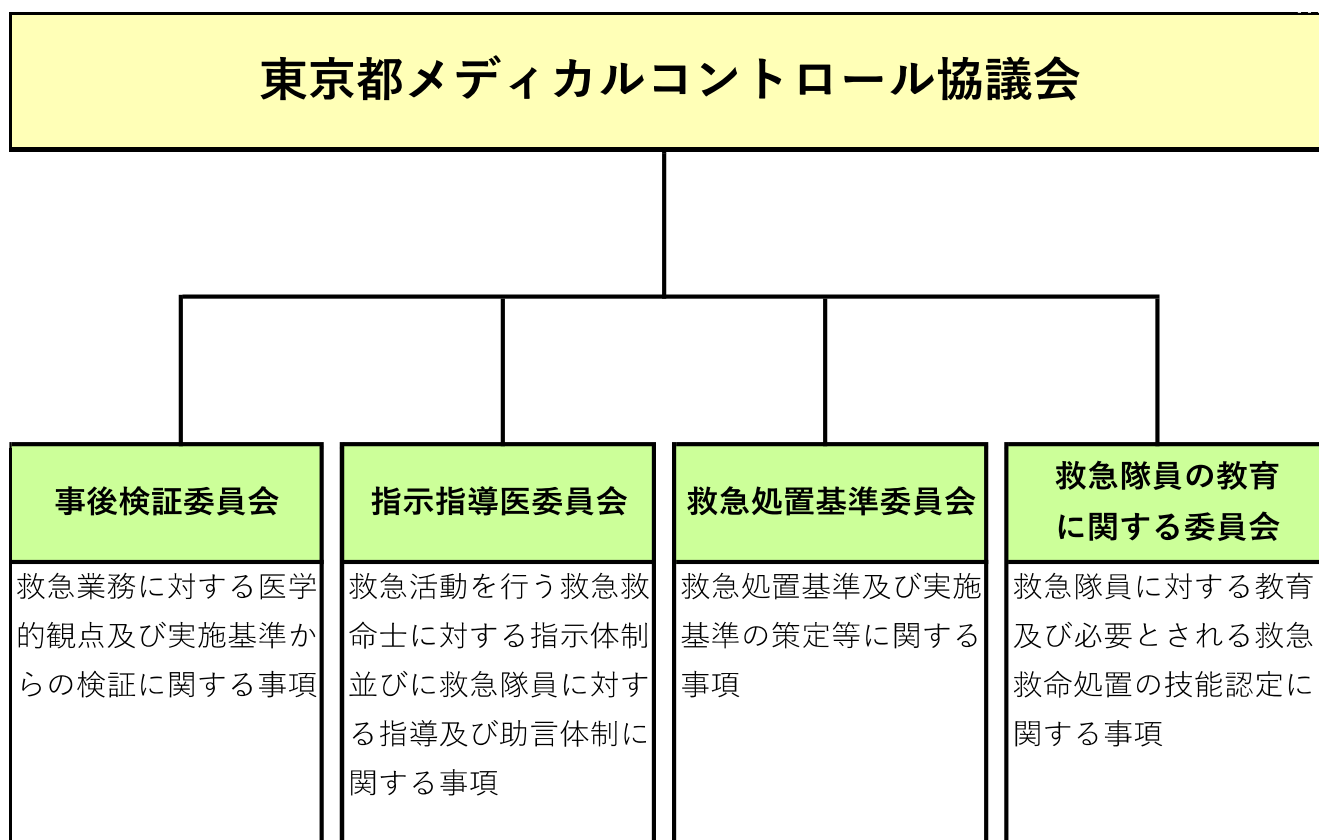 東京都メディカルコントロール協議会
事後検証委員会
救急業務に対する医学
的観点及び実施基準か
らの検証に関する事項
指示指導医委員会
救急活動を行う救急救
命士に対する指示体制
並びに救急隊員に対す
る指導及び助言体制に
関する事項
救急処置基準委員会
救急処置基準及び実施
基準の策定等に関する
事項
救急隊員の教育
に関する委員会
救急隊員に対する教育
及び必要とされる救急
救命処置の技能認定に
関する事項